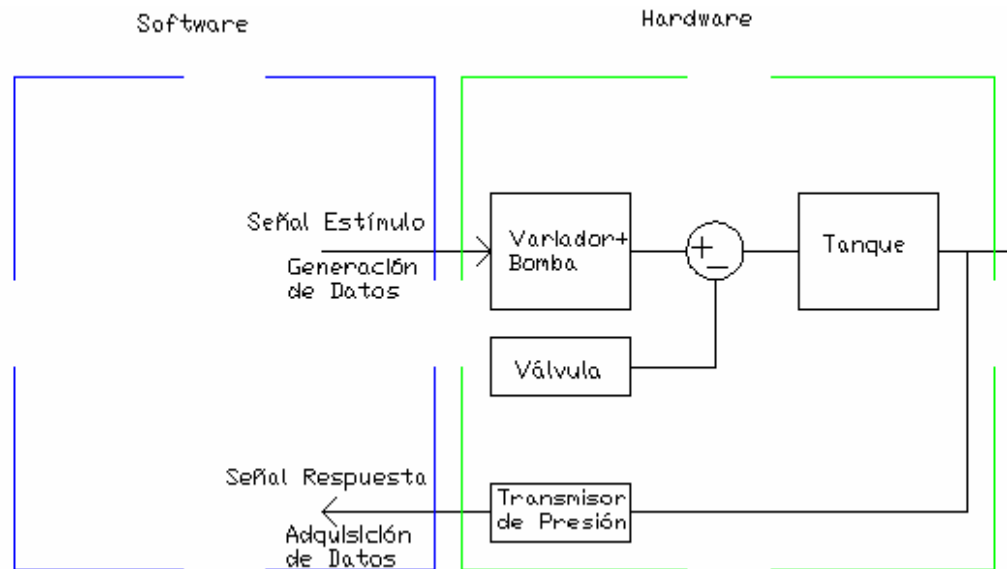 Software
Hardware
Señal Estímulo
Generación
de Datos
Variador+
Bomba
+
−
Tanque
Válvula
Señal Respuesta
Adquisición
de Datos
Transmisor
de Presión